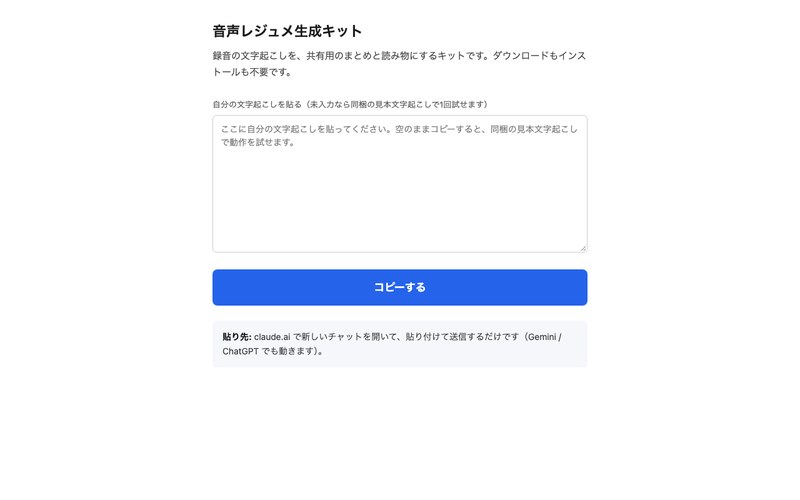 音声レジュメ生成キット
録音の文字起こしを、共有用のまとめと読み物にするキットです。ダウンロードもインス
トールも不要です。
自分の文字起こしを貼る（未入力なら同梱の見本文字起こしで1回試せます）
ここに自分の文字起こしを貼ってください。空のままコピーすると、同梱の見本文字起こし
で動作を試せます。
コピーする
貼り先: claude.ai で新しいチャットを開いて、貼り付けて送信するだけです（Gemini /
ChatGPT でも動きます）。